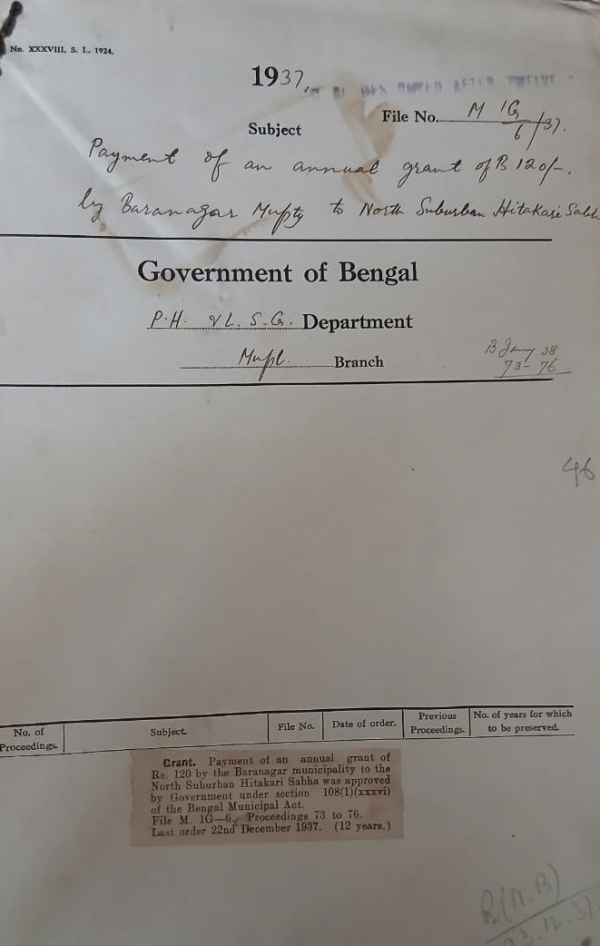 No. XXXVIII, S. L. 1924.
1937.
File No. M 1G/6/37.
Subject
Payment of an annual grant of Rs 120/-.
by Baranagar Mupty to North Suburban Hitakari Sabh
Government of Bengal
P.H. & L.S.G. Department
Mupl. Branch
B Jany 38
73-76
46
No. of Proceedings.
Subject.
File No.
Date of order.
Previous Proceedings.
No. of years for which to be preserved.
Grant. Payment of an annual grant of
Rs. 120 by the Baranagar municipality to the
North Suburban Hitakari Sabha was approved
by Government under section 108(1)(xxxvi)
of the Bengal Municipal Act.
File M. 1G—6, Proceedings 73 to 76.
Last order 22nd December 1937. (12 years.)
B(N.B)